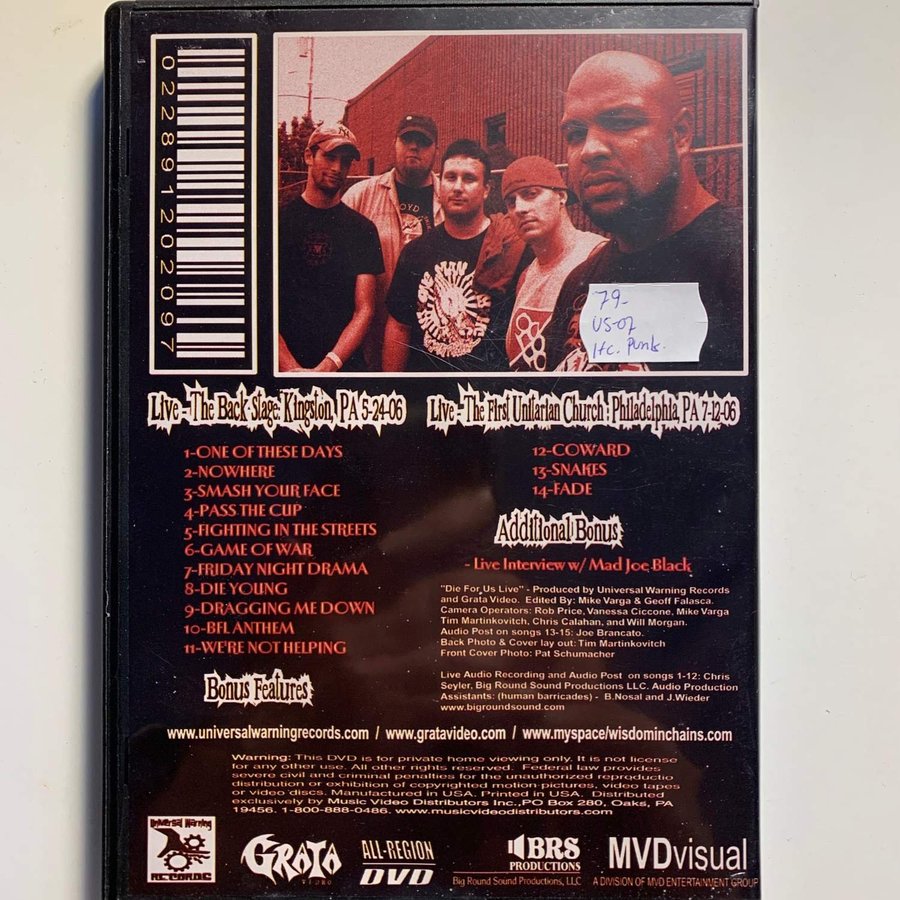 022891202097
79-
US-07
HC. Punk.
Live - The Back Stage: Kingston, PA 5-24-06
1-ONE OF THESE DAYS
2-NOWHERE
3-SMASH YOUR FACE
4-PASS THE CUP
5-FIGHTING IN THE STREETS
6-GAME OF WAR
7-FRIDAY NIGHT DRAMA
8-DIE YOUNG
9-DRAGGING ME DOWN
10-BFL ANTHEM
11-WE'RE NOT HELPING
Bonus Features
Live - The First Unitarian Church : Philadelphia PA 7-12-06
12-COWARD
13-SNAKES
14-FADE
Additional Bonus
- Live Interview w/ Mad Joe Black
"Die For Us Live" - Produced by Universal Warning Records
and Grata Video. Edited By: Mike Varga & Geoff Falasca.
Camera Operators: Rob Price, Vanessa Ciccone, Mike Varga
Tim Martinkovitch, Chris Calahan, and Will Morgan.
Audio Post on songs 13-15: Joe Brancato.
Back Photo & Cover lay out: Tim Martinkovitch
Front Cover Photo: Pat Schumacher
Live Audio Recording and Audio Post on songs 1-12: Chris
Seyler, Big Round Sound Productions LLC. Audio Production
Assistants: (human barricades) - B.Nosal and J.Wieder
www.bigroundsound.com
www.universalwarningrecords.com / www.gratavideo.com / www.myspace/wisdominchains.com
Warning: This DVD is for private home viewing only. It is not license
for any other use. All other rights reserved. Federal law provides
severe civil and criminal penalties for the unauthorized reproductio
distribution or exhibition of copyrighted motion pictures, video tapes
or video discs. Manufactured in USA. Printed in USA. Distributed
exclusively by Music Video Distributors Inc.,PO Box 280, Oaks, PA
19456. 1-800-888-0486. www.musicvideodistributors.com
Universal Warning
RECORDS
GRATA
VIDEO
ALL-REGION
DVD
BRS
PRODUCTIONS
Big Round Sound Productions, LLC
MVDvisual
A DIVISION OF MVD ENTERTAINMENT GROUP